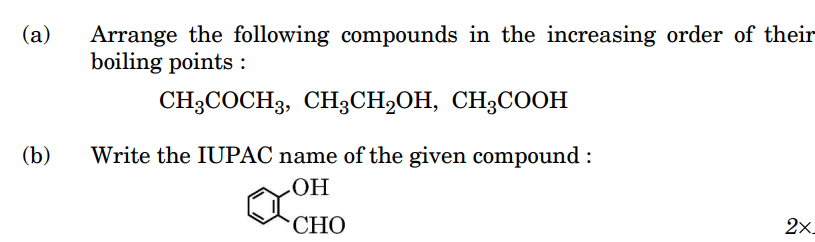 (a) Arrange the following compounds in the increasing order of their
boiling points :
CH₃COCH₃, CH₃CH₂OH, CH₃COOH
(b) Write the IUPAC name of the given compound :
OH
CHO
2×